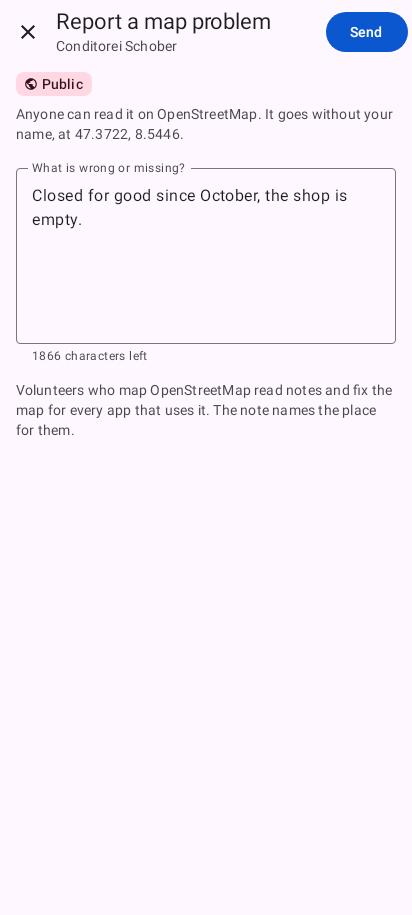 Report a map problem
Conditorei Schober
Send
Public
Anyone can read it on OpenStreetMap. It goes without your
name, at 47.3722, 8.5446.
What is wrong or missing?
Closed for good since October, the shop is
empty.
1866 characters left
Volunteers who map OpenStreetMap read notes and fix the
map for every app that uses it. The note names the place
for them.